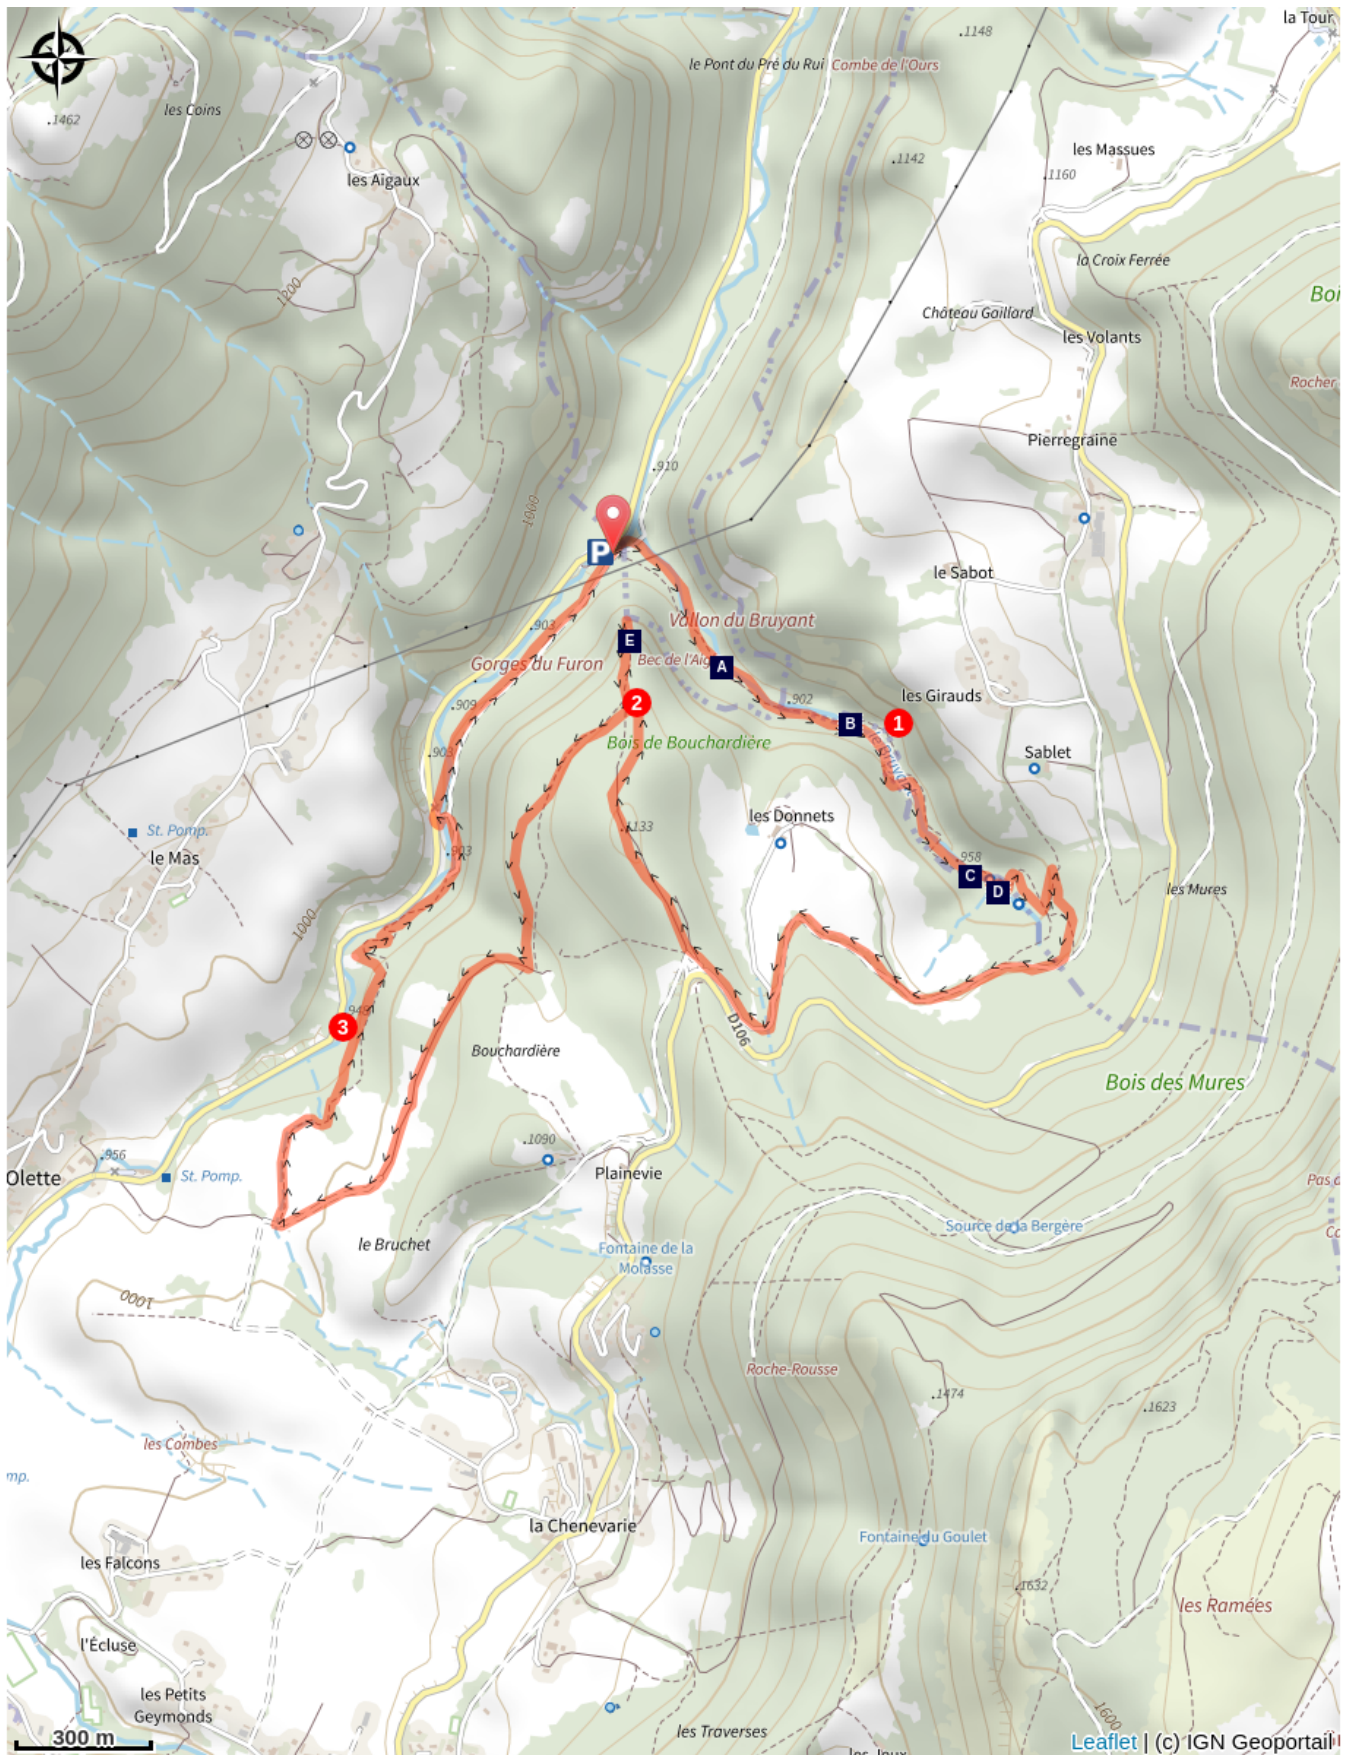 la Tour
.1148
le Pont du Pré du Rui
Combe de l'Ours
les Coins
.1462
les Massues
.1142
.1160
les Aigaux
la Croix Ferrée
1200
Château Gaillard
les Volants
Rocher
Pierregraine
.910
1000
P
le Sabot
Vallon du Bruyant
.903
E
Gorges du Furon
A
les Girauds
.902
2
.909
B
1
Bois de Bouchardière
.903
Sablet
les Donnets
St. Pomp.
.1133
.903
le Mas
.958
C
D
les Mures
1000
3
D106
Bouchardière
Bois des Mures
.1090
.956
Plainevie
Olette
St. Pomp.
Source de la Bergère
le Bruchet
Fontaine de la
Molasse
1000
Roche-Rousse
.1474
.1623
les Combes
mp.
la Chenevarie
Fontaine du Goulet
les Falcons
.1632
les Ramées
l'Écluse
les Petits
Geymonds
1600
les Traverses
300 m
Leaflet | (c) IGN Geoportail